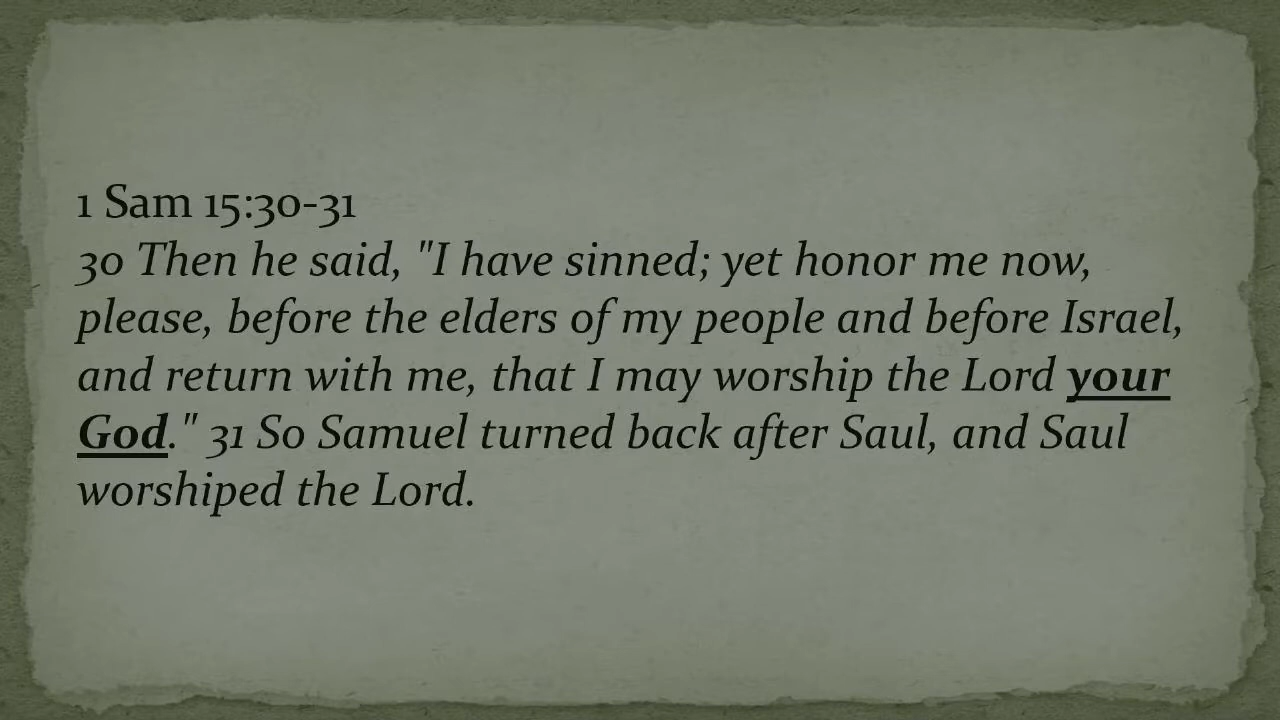 1 Sam 15:30-31
30 Then he said, "I have sinned; yet honor me now,
please, before the elders of my people and before Israel,
and return with me, that I may worship the Lord your
God." 31 So Samuel turned back after Saul, and Saul
worshiped the Lord.